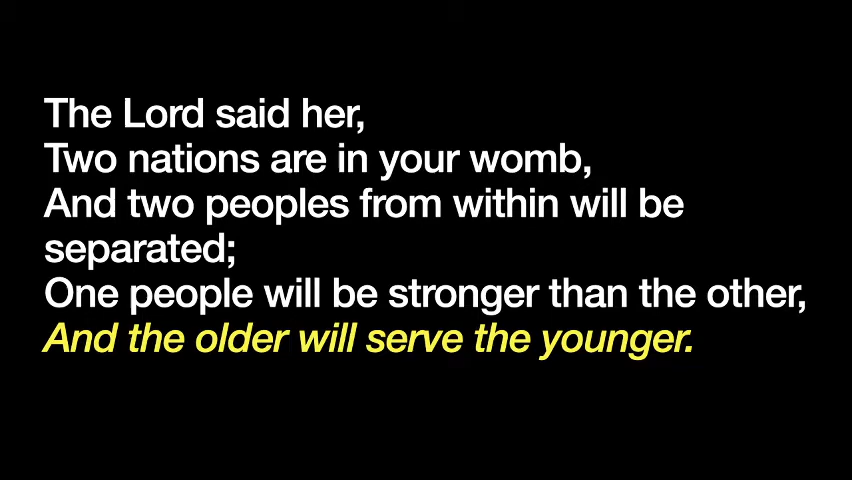 The Lord said her,
Two nations are in your womb,
And two peoples from within will be
separated;
One people will be stronger than the other,
And the older will serve the younger.